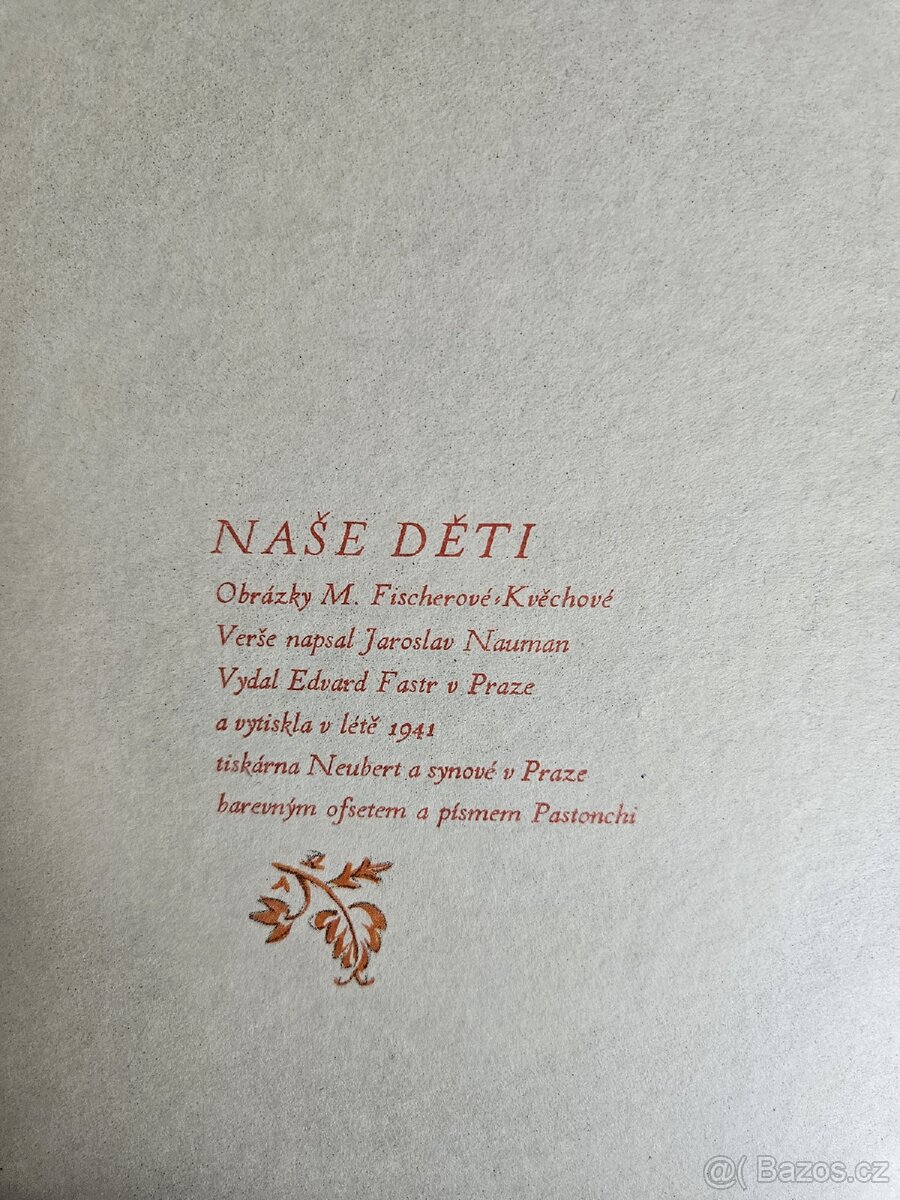 NAŠE DĚTI
Obrázky M. Fischerové-Kvěchové
Verše napsal Jaroslav Nauman
Vydal Edvard Fastr v Praze
a vytiskla v létě 1941
tiskárna Neubert a synové v Praze
barevným ofsetem a písmem Pastonchi
@( Bazos.cz